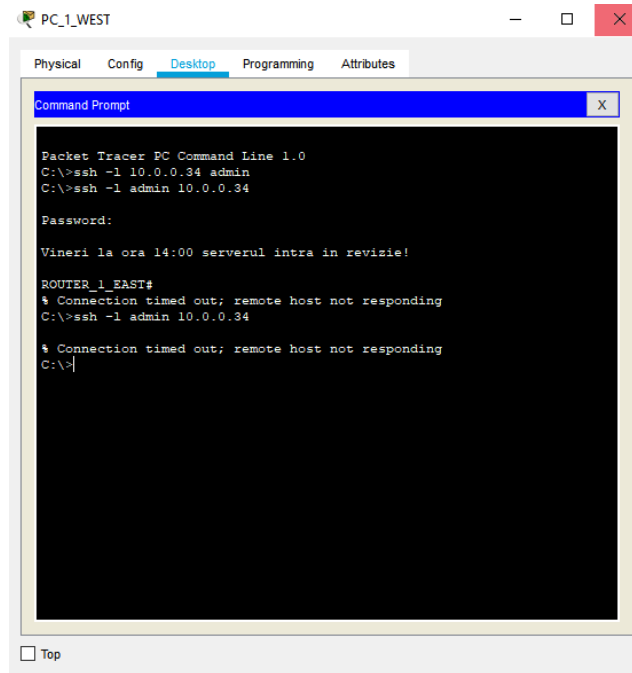 PC_1_WEST
Physical Config Desktop Programming Attributes
Command Prompt
X
Packet Tracer PC Command Line 1.0
C:\>ssh -l 10.0.0.34 admin
C:\>ssh -l admin 10.0.0.34
Password:
Vineri la ora 14:00 serverul intra in revizie!
ROUTER_1_EAST#
% Connection timed out; remote host not responding
C:\>ssh -l admin 10.0.0.34
% Connection timed out; remote host not responding
C:\>
Top